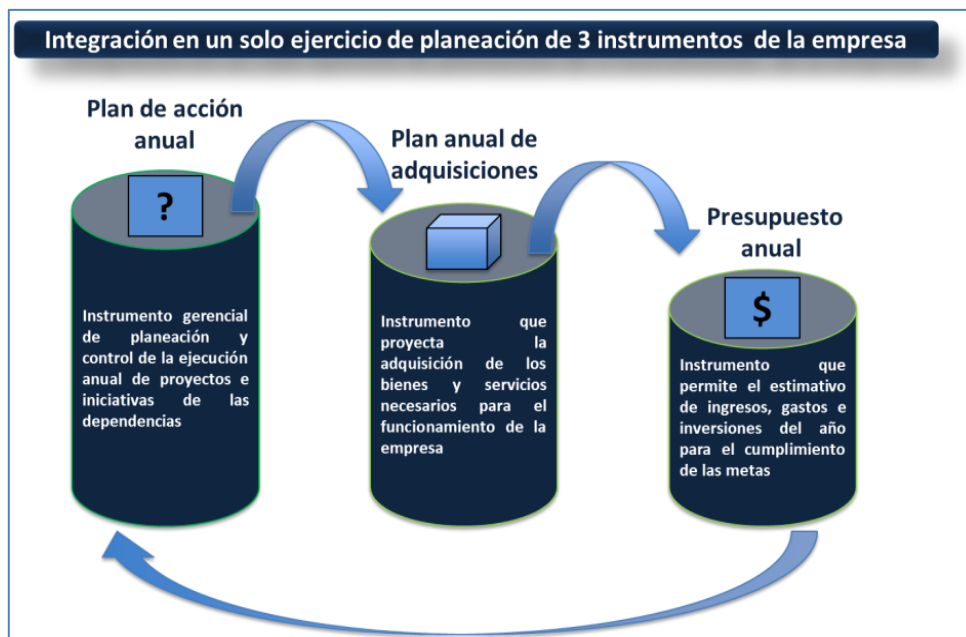 Integración en un solo ejercicio de planeación de 3 instrumentos de la empresa
Plan de acción
anual
?
Instrumento gerencial
de planeación y
control de la ejecución
anual de proyectos e
iniciativas de las
dependencias
Plan anual de
adquisiciones
Instrumento que
proyecta la
adquisición de los
bienes y servicios
necesarios para el
funcionamiento de la
empresa
Presupuesto
anual
$
Instrumento que
permite el estimativo
de ingresos, gastos e
inversiones del año
para el cumplimiento
de las metas